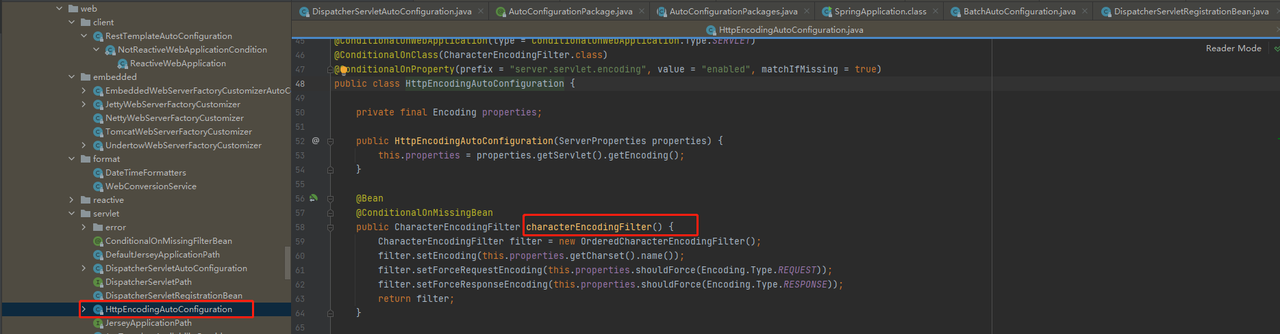 web
client
RestTemplateAutoConfiguration
NotReactiveWebApplicationCondition
ReactiveWebApplication
embedded
EmbeddedWebServerFactoryCustomizerAutoC
JettyWebServerFactoryCustomizer
NettyWebServerFactoryCustomizer
TomcatWebServerFactoryCustomizer
UndertowWebServerFactoryCustomizer
format
DateTimeFormatters
WebConversionService
reactive
servlet
error
ConditionalOnMissingFilterBean
DefaultJerseyApplicationPath
DispatcherServletAutoConfiguration
DispatcherServletPath
DispatcherServletRegistrationBean
HttpEncodingAutoConfiguration
JerseyApplicationPath
DispatcherServletAutoConfiguration.java
AutoConfigurationPackage.java
AutoConfigurationPackages.java
SpringApplication.class
BatchAutoConfiguration.java
DispatcherServletRegistrationBean.java
HttpEncodingAutoConfiguration.java
Reader Mode
45 @ConditionalOnWebApplication(type = ConditionalOnWebApplication.Type.SERVLET)
46 @ConditionalOnClass(CharacterEncodingFilter.class)
47 @ConditionalOnProperty(prefix = "server.servlet.encoding", value = "enabled", matchIfMissing = true)
48 public class HttpEncodingAutoConfiguration {
49
50 private final Encoding properties;
51
52 @ public HttpEncodingAutoConfiguration(ServerProperties properties) {
53 this.properties = properties.getServlet().getEncoding();
54 }
55
56 @Bean
57 @ConditionalOnMissingBean
58 public CharacterEncodingFilter characterEncodingFilter() {
59 CharacterEncodingFilter filter = new OrderedCharacterEncodingFilter();
60 filter.setEncoding(this.properties.getCharset().name());
61 filter.setForceRequestEncoding(this.properties.shouldForce(Encoding.Type.REQUEST));
62 filter.setForceResponseEncoding(this.properties.shouldForce(Encoding.Type.RESPONSE));
63 return filter;
64 }
65